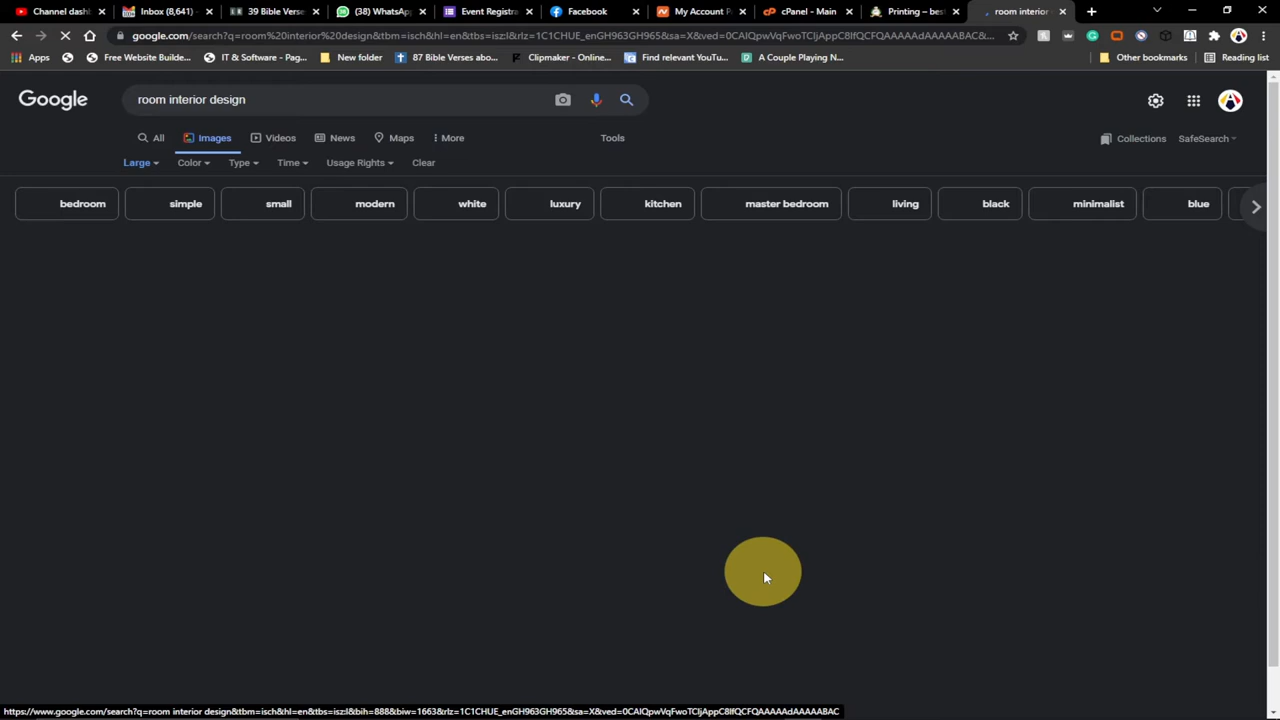 Channel dashb
Inbox (8,641)
39 Bible Verse
(38) WhatsApp
Event Registra
Facebook
My Account P
cPanel - Main
Printing – best
room interior
google.com/search?q=room%20interior%20design&tbm=isch&hl=en&tbs=isz:l&rlz=1C1CHUE_enGH963GH965&sa=X&ved=0CAIQpwVqFwoTCIjAppC8lfQCFQAAAAAdAAAAABAC&...
Apps
Free Website Builde...
IT & Software - Pag...
New folder
87 Bible Verses abo...
Clipmaker - Online...
Find relevant YouTu...
A Couple Playing N...
Other bookmarks
Reading list
Google
room interior design
All
Images
Videos
News
Maps
More
Tools
Collections
SafeSearch
Large
Color
Type
Time
Usage Rights
Clear
bedroom
simple
small
modern
white
luxury
kitchen
master bedroom
living
black
minimalist
blue
https://www.google.com/search?q=room interior design&tbm=isch&hl=en&tbs=isz:l&bih=888&biw=1663&rlz=1C1CHUE_enGH963GH965&sa=X&ved=0CAIQpwVqFwoTCIjAppC8lfQCFQAAAAAdAAAAABAC